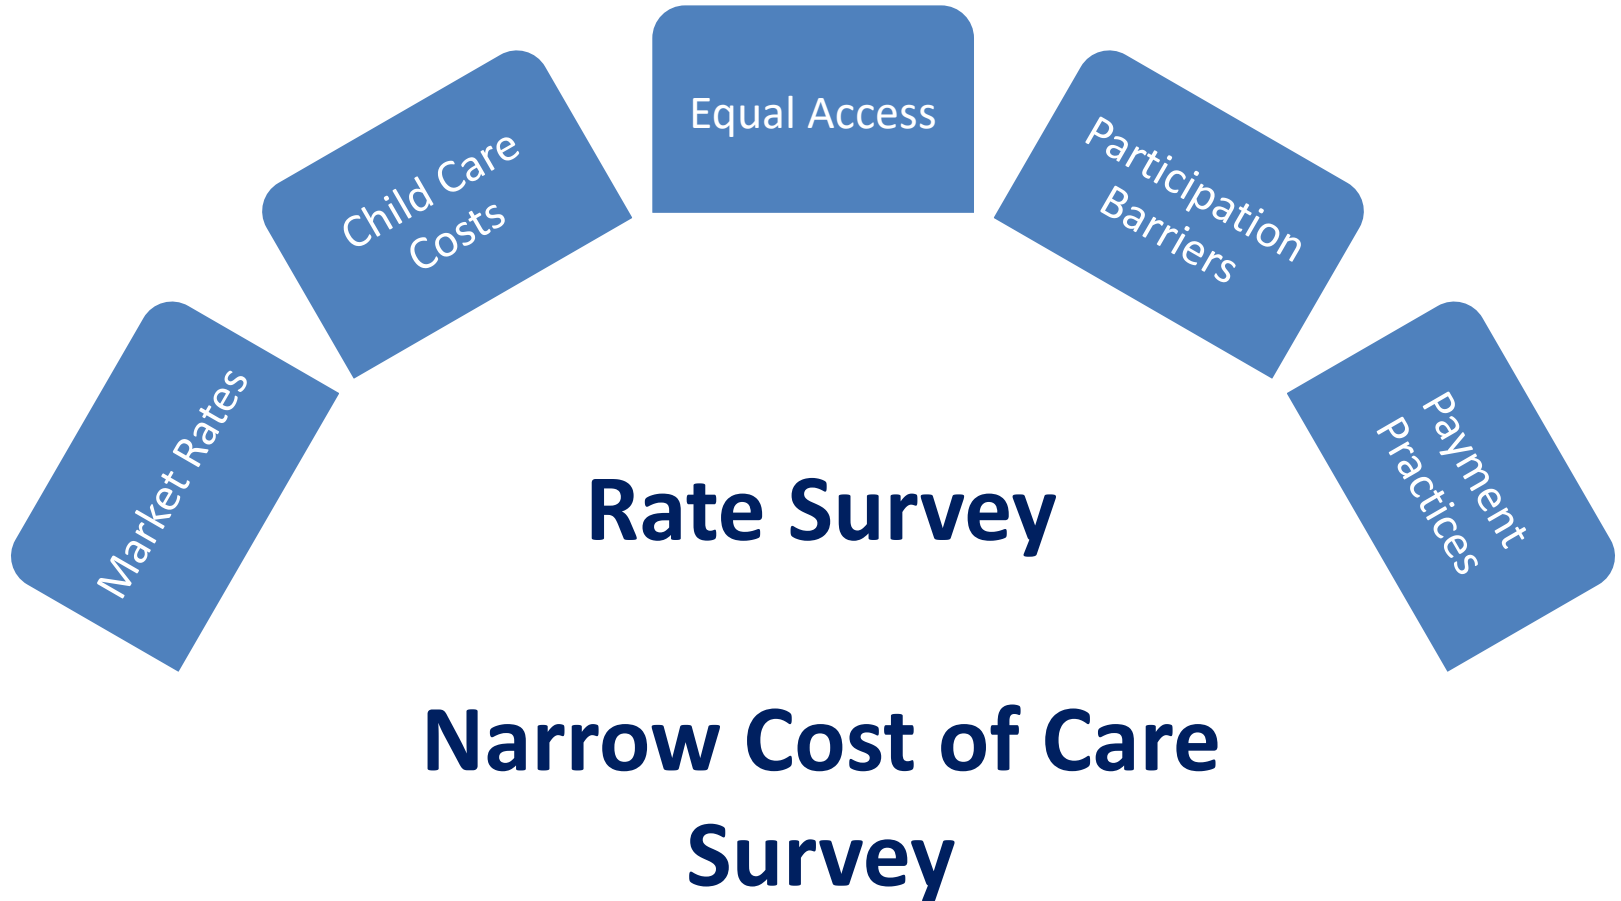 Market Rates
Child Care
Costs
Equal Access
Participation
Barriers
Payment
Practices
Rate Survey
Narrow Cost of Care
Survey